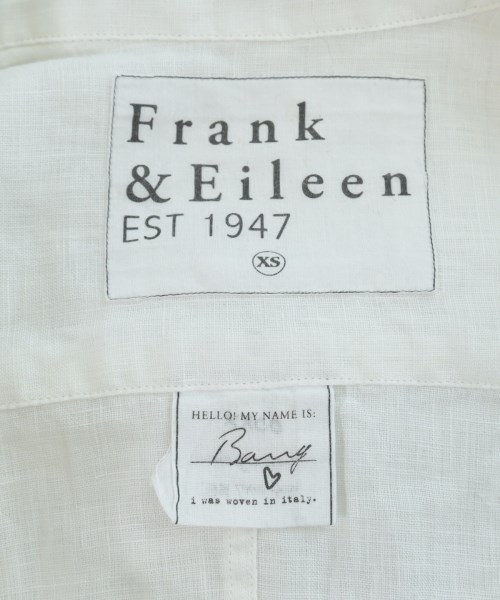 Frank
& Eileen
EST 1947
XS
HELLO! MY NAME IS:
Barry
i was woven in italy.